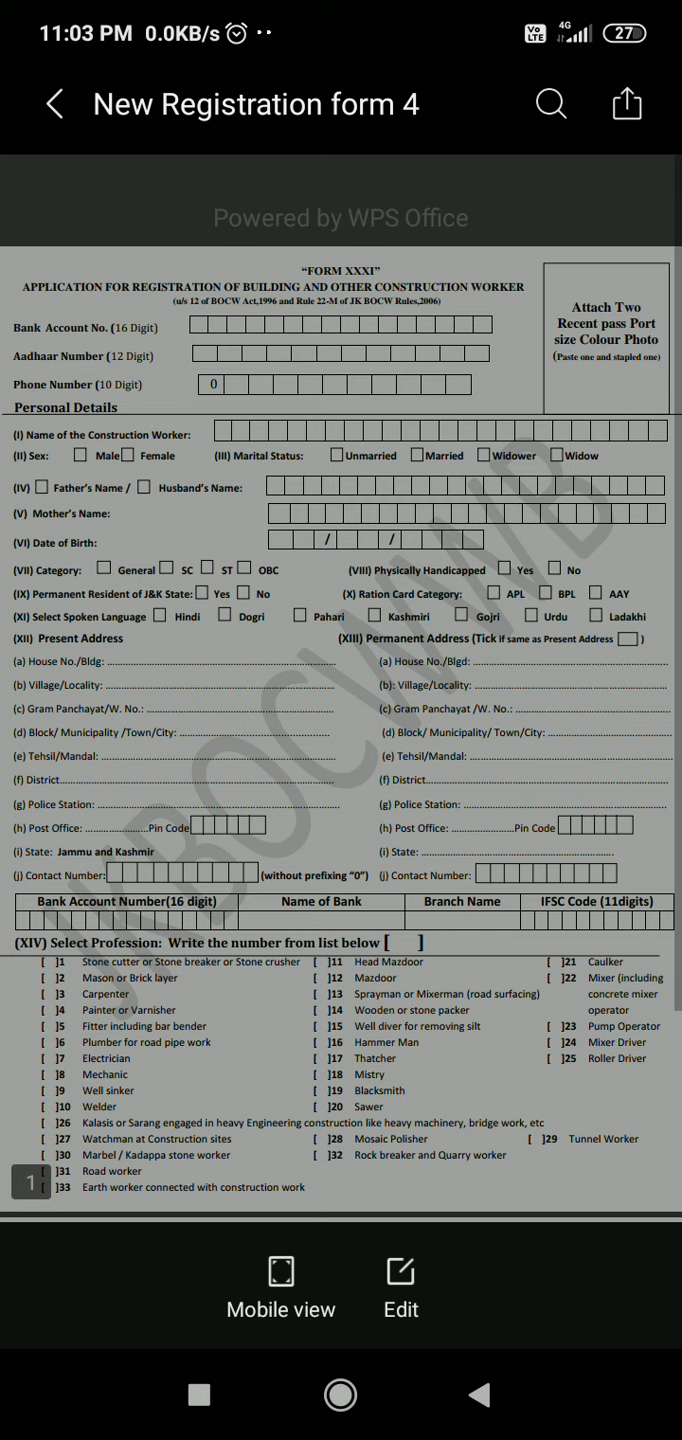 11:03 PM 0.0KB/s
Vo LTE 4G 27
New Registration form 4
Powered by WPS Office
“FORM XXXI”
APPLICATION FOR REGISTRATION OF BUILDING AND OTHER CONSTRUCTION WORKER
(u/s 12 of BOCW Act,1996 and Rule 22-M of JK BOCW Rules,2006)
Attach Two
Recent pass Port
size Colour Photo
(Paste one and stapled one)
Bank Account No. (16 Digit)
Aadhaar Number (12 Digit)
Phone Number (10 Digit) 0
Personal Details
(I) Name of the Construction Worker:
(II) Sex: Male Female (III) Marital Status: Unmarried Married Widower Widow
(IV) Father’s Name / Husband’s Name:
(V) Mother’s Name:
(VI) Date of Birth: / /
(VII) Category: General SC ST OBC (VIII) Physically Handicapped Yes No
(IX) Permanent Resident of J&K State: Yes No (X) Ration Card Category: APL BPL AAY
(XI) Select Spoken Language Hindi Dogri Pahari Kashmiri Gojri Urdu Ladakhi
(XII) Present Address (XIII) Permanent Address (Tick if same as Present Address )
(a) House No./Bldg: (a) House No./Blgd:
(b) Village/Locality: (b): Village/Locality:
(c) Gram Panchayat/W. No.: (c) Gram Panchayat /W. No.:
(d) Block/ Municipality /Town/City: (d) Block/ Municipality/ Town/City:
(e) Tehsil/Mandal: (e) Tehsil/Mandal:
(f) District (f) District
(g) Police Station: (g) Police Station:
(h) Post Office: Pin Code (h) Post Office: Pin Code
(i) State: Jammu and Kashmir (i) State:
(j) Contact Number: (without prefixing “0”) (j) Contact Number:
Bank Account Number(16 digit) Name of Bank Branch Name IFSC Code (11digits)
(XIV) Select Profession: Write the number from list below [ ]
[ ]1 Stone cutter or Stone breaker or Stone crusher [ ]11 Head Mazdoor [ ]21 Caulker
[ ]2 Mason or Brick layer [ ]12 Mazdoor [ ]22 Mixer (including
[ ]3 Carpenter [ ]13 Sprayman or Mixerman (road surfacing) concrete mixer
[ ]4 Painter or Varnisher [ ]14 Wooden or stone packer operator
[ ]5 Fitter including bar bender [ ]15 Well diver for removing silt [ ]23 Pump Operator
[ ]6 Plumber for road pipe work [ ]16 Hammer Man [ ]24 Mixer Driver
[ ]7 Electrician [ ]17 Thatcher [ ]25 Roller Driver
[ ]8 Mechanic [ ]18 Mistry
[ ]9 Well sinker [ ]19 Blacksmith
[ ]10 Welder [ ]20 Sawer
[ ]26 Kalasis or Sarang engaged in heavy Engineering construction like heavy machinery, bridge work, etc
[ ]27 Watchman at Construction sites [ ]28 Mosaic Polisher [ ]29 Tunnel Worker
[ ]30 Marbel / Kadappa stone worker [ ]32 Rock breaker and Quarry worker
[ ]31 Road worker
[ ]33 Earth worker connected with construction work
JKBOCWWB
1
Mobile view Edit